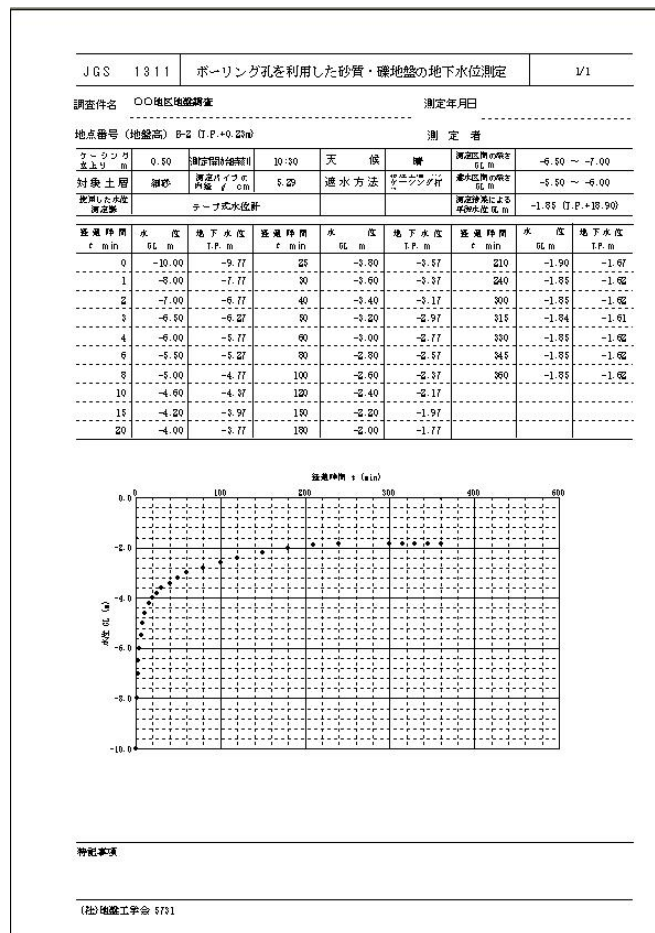 JGS 1311 ボーリング孔を利用した砂質・礫地盤の地下水位測定 1/1
調査件名 〇〇地区地盤調査 測定年月日
地点番号(地盤高) B-2 (T.P.+0.23m) 測 定 者
ケーシング立上り m 0.50 測定開始時刻 10:30 天 候 晴 測定区間の深さ GL m -6.50 ~ -7.00
対象土層 細砂 測定パイプの内径 cm 5.29 遮水方法 遮水区間の深さ GL m -5.50 ~ -6.00
使用した水位測定器 テープ式水位計 測定結果による平衡水位 GL m -1.85 (T.P.+18.90)
経過時間 t min 水 位 GL m 地下水位 T.P. m 経過時間 t min 水 位 GL m 地下水位 T.P. m 経過時間 t min 水 位 GL m 地下水位 T.P. m
0 -10.00 -9.77 25 -3.80 -3.57 210 -1.90 -1.67
1 -8.00 -7.77 30 -3.60 -3.37 240 -1.85 -1.62
2 -7.00 -6.77 40 -3.40 -3.17 300 -1.85 -1.62
3 -6.50 -6.27 50 -3.20 -2.97 315 -1.84 -1.61
4 -6.00 -5.77 60 -3.00 -2.77 330 -1.85 -1.62
6 -5.50 -5.27 80 -2.80 -2.57 345 -1.85 -1.62
8 -5.00 -4.77 100 -2.60 -2.37 360 -1.85 -1.62
10 -4.60 -4.37 120 -2.40 -2.17
15 -4.20 -3.97 150 -2.20 -1.97
20 -4.00 -3.77 180 -2.00 -1.77
経過時間 t (min)
0 100 200 300 400 600
0.0
-2.0
-4.0
-6.0
-8.0
-10.0
水位 GL (m)
特記事項
(社)地盤工学会 5731